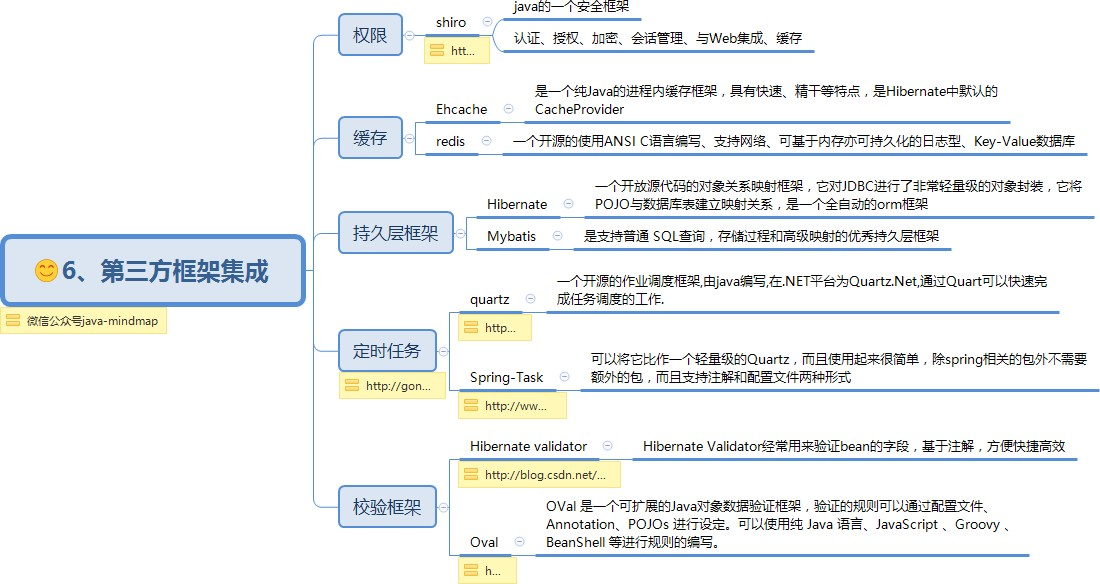 6、第三方框架集成
微信公众号java-mindmap
权限
shiro
htt...
java的一个安全框架
认证、授权、加密、会话管理、与Web集成、缓存
缓存
Ehcache
是一个纯Java的进程内缓存框架，具有快速、精干等特点，是Hibernate中默认的
CacheProvider
redis
一个开源的使用ANSI C语言编写、支持网络、可基于内存亦可持久化的日志型、Key-Value数据库
持久层框架
Hibernate
一个开放源代码的对象关系映射框架，它对JDBC进行了非常轻量级的对象封装，它将
POJO与数据库表建立映射关系，是一个全自动的orm框架
Mybatis
是支持普通 SQL查询，存储过程和高级映射的优秀持久层框架
定时任务
http://gon...
quartz
http...
一个开源的作业调度框架,由java编写,在.NET平台为Quartz.Net,通过Quart可以快速完
成任务调度的工作.
Spring-Task
http://ww...
可以将它比作一个轻量级的Quartz，而且使用起来很简单，除spring相关的包外不需要
额外的包，而且支持注解和配置文件两种形式
校验框架
Hibernate validator
http://blog.csdn.net/...
Hibernate Validator经常用来验证bean的字段，基于注解，方便快捷高效
Oval
h...
OVal 是一个可扩展的Java对象数据验证框架，验证的规则可以通过配置文件、
Annotation、POJOs 进行设定。可以使用纯 Java 语言、JavaScript 、Groovy 、
BeanShell 等进行规则的编写。